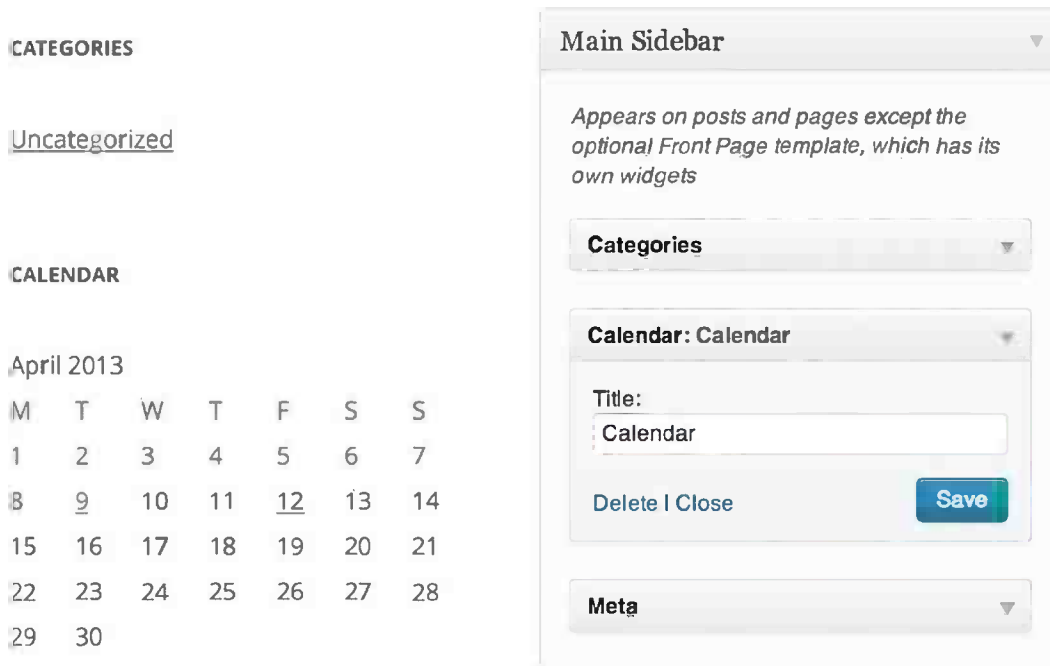 CATEGORIES
Uncategorized
CALENDAR
April 2013
M T W T F S S
1 2 3 4 5 6 7
8 9 10 11 12 13 14
15 16 17 18 19 20 21
22 23 24 25 26 27 28
29 30
Main Sidebar
Appears on posts and pages except the
optional Front Page template, which has its
own widgets
Categories
Calendar: Calendar
Title:
Calendar
Delete | Close
Save
Meta